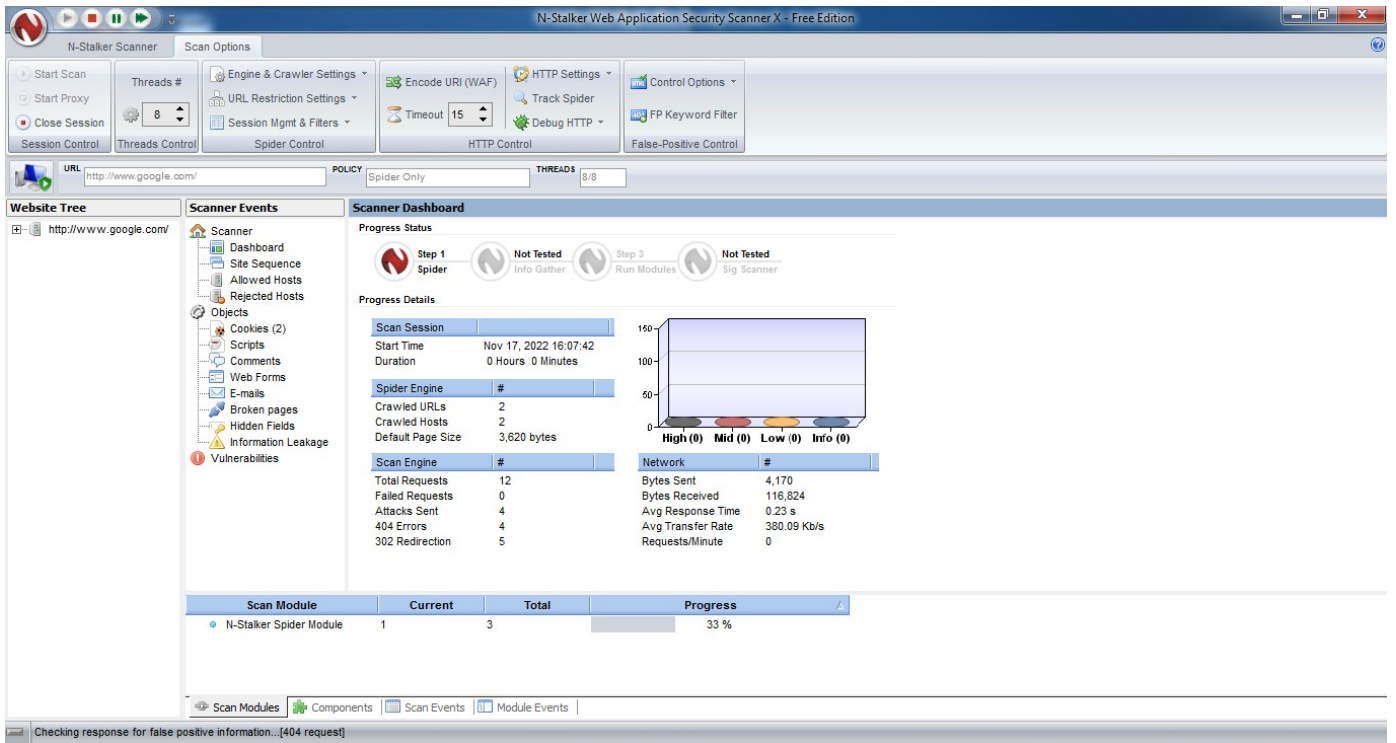 N-Stalker Web Application Security Scanner X - Free Edition
N-Stalker Scanner Scan Options
Start Scan
Start Proxy
Close Session
Session Control
Threads #
8
Threads Control
Engine & Crawler Settings
URL Restriction Settings
Session Mgmt & Filters
Spider Control
Encode URI (WAF)
Timeout 15
HTTP Settings
Track Spider
Debug HTTP
HTTP Control
Control Options
FP Keyword Filter
False-Positive Control
URL http://www.google.com/ POLICY Spider Only THREADS 8/8
Website Tree
http://www.google.com/
Scanner Events
Scanner
Dashboard
Site Sequence
Allowed Hosts
Rejected Hosts
Objects
Cookies (2)
Scripts
Comments
Web Forms
E-mails
Broken pages
Hidden Fields
Information Leakage
Vulnerabilities
Scanner Dashboard
Progress Status
Step 1
Spider
Not Tested
Info Gather
Step 3
Run Modules
Not Tested
Sig Scanner
Progress Details
Scan Session
Start Time Nov 17, 2022 16:07:42
Duration 0 Hours 0 Minutes
Spider Engine #
Crawled URLs 2
Crawled Hosts 2
Default Page Size 3,620 bytes
Scan Engine #
Total Requests 12
Failed Requests 0
Attacks Sent 4
404 Errors 4
302 Redirection 5
150
100
50
0
High (0) Mid (0) Low (0) Info (0)
Network #
Bytes Sent 4,170
Bytes Received 116,824
Avg Response Time 0.23 s
Avg Transfer Rate 380.09 Kb/s
Requests/Minute 0
Scan Module Current Total Progress
N-Stalker Spider Module 1 3 33 %
Scan Modules Components Scan Events Module Events
Checking response for false positive information...[404 request]